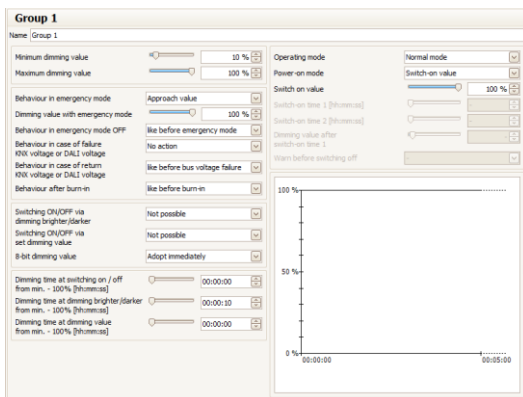 Group 1
Name Group 1
Minimum dimming value 10 %
Maximum dimming value 100 %
Behaviour in emergency mode Approach value
Dimming value with emergency mode 100 %
Behaviour in emergency mode OFF like before emergency mode
Behaviour in case of failure
KNX voltage or DALI voltage No action
Behaviour in case of return
KNX voltage or DALI voltage like before bus voltage failure
Behaviour after burn-in like before burn-in
Switching ON/OFF via
dimming brighter/darker Not possible
Switching ON/OFF via
set dimming value Not possible
8-bit dimming value Adopt immediately
Dimming time at switching on / off
from min. - 100% [hh:mm:ss] 00:00:00
Dimming time at dimming brighter/darker
from min. - 100% [hh:mm:ss] 00:00:10
Dimming time at dimming value
from min. - 100% [hh:mm:ss] 00:00:00
Operating mode Normal mode
Power-on mode Switch-on value
Switch on value 100 %
Switch-on time 1 [hh:mm:ss] -
Switch-on time 2 [hh:mm:ss] -
Dimming value after
switch-on time 1 -
Warn before switching off -
100 %
50 %
0 %
00:00:00 00:05:00